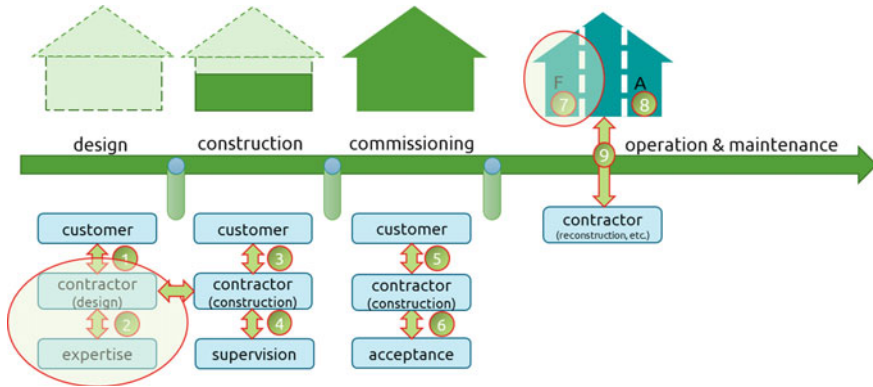 F
A
7
8
design
construction
commissioning
9
operation & maintenance
customer
customer
customer
contractor
(reconstruction, etc.)
1
3
5
contractor
(design)
contractor
(construction)
contractor
(construction)
2
4
6
expertise
supervision
acceptance